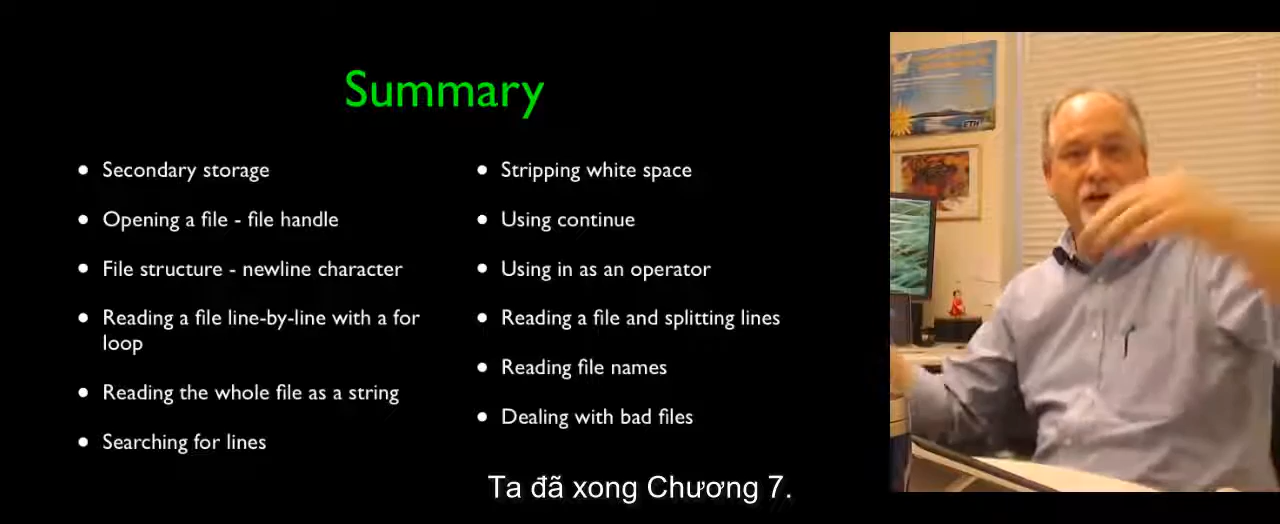 Summary
Secondary storage
Opening a file - file handle
File structure - newline character
Reading a file line-by-line with a for
loop
Reading the whole file as a string
Searching for lines
Stripping white space
Using continue
Using in as an operator
Reading a file and splitting lines
Reading file names
Dealing with bad files
ETH
Ta đã xong Chương 7.